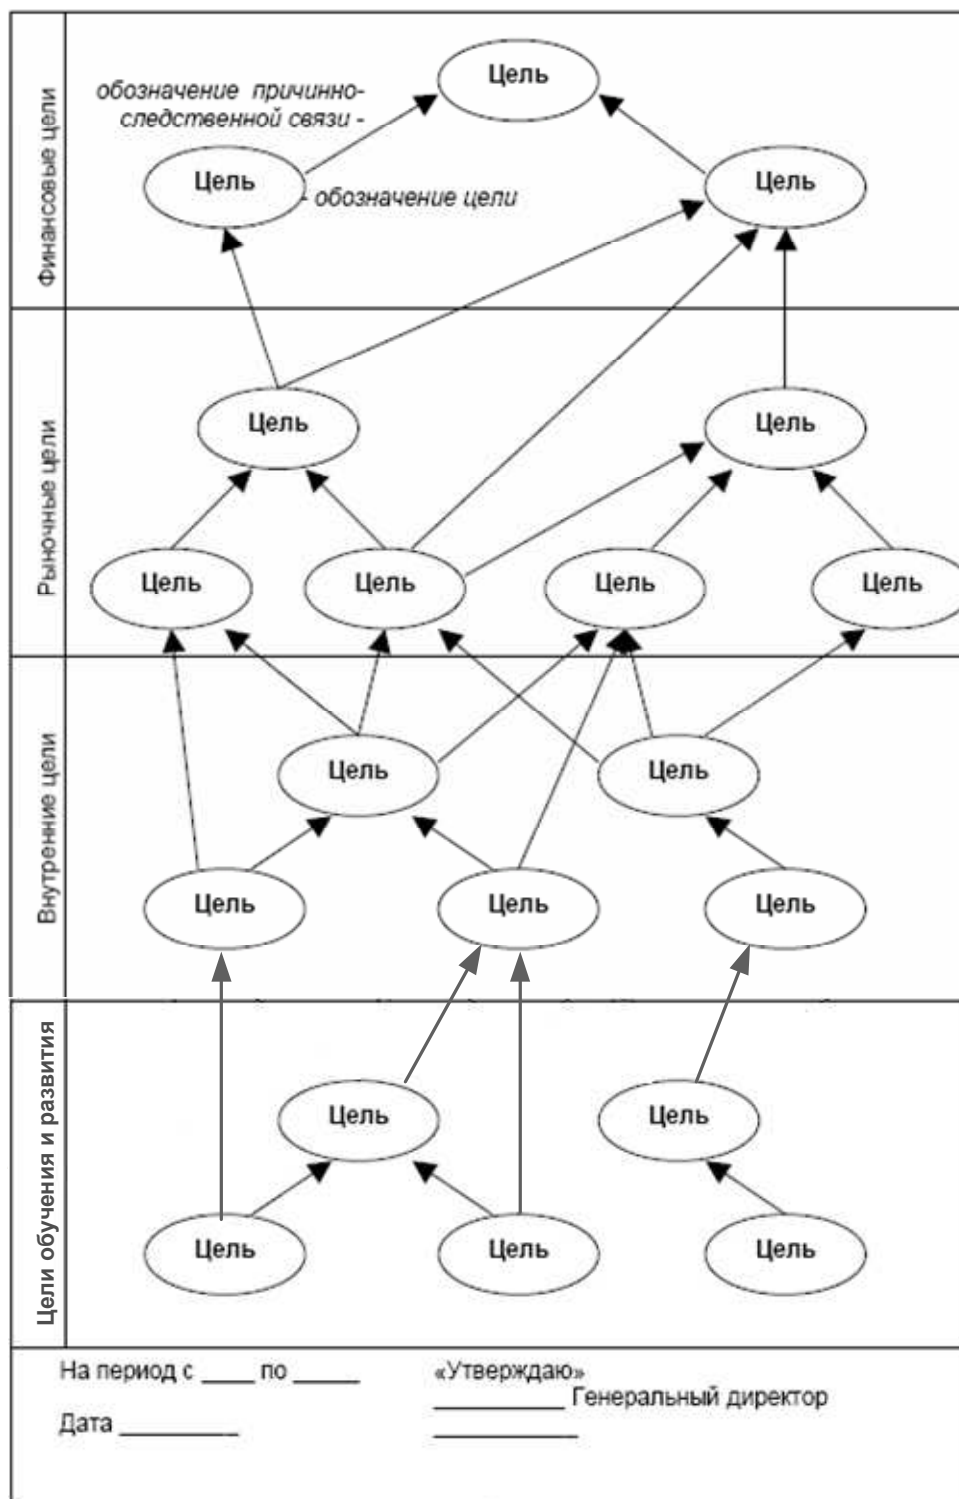 Финансовые цели
Цель
обозначение причинно-
следственной связи -
Цель
Цель
- обозначение цели
Рыночные цели
Цель
Цель
Цель
Цель
Цель
Цель
Внутренние цели
Цель
Цель
Цель
Цель
Цель
Цели обучения и развития
Цель
Цель
Цель
Цель
Цель
На период с ____ по _____
«Утверждаю»
__________ Генеральный директор
Дата _________
___________